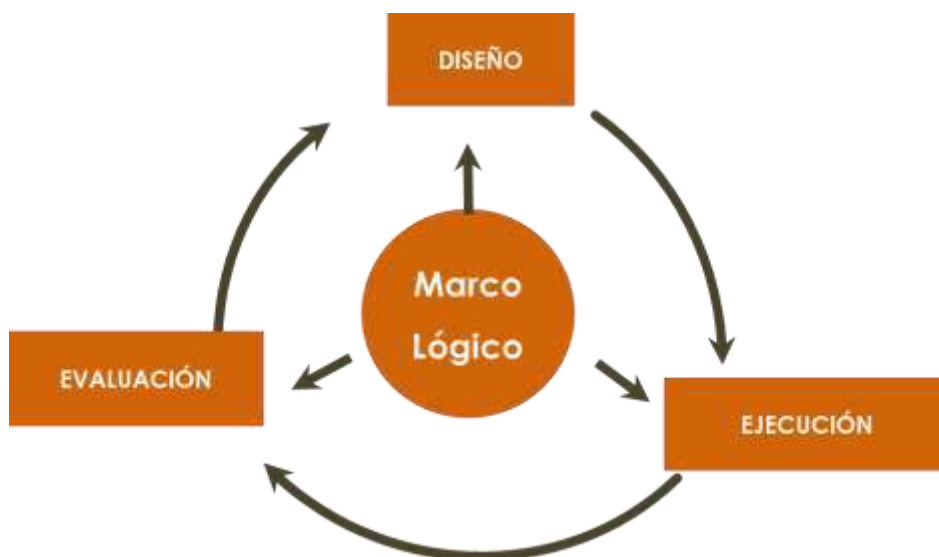 DISEÑO
Marco
Lógico
EVALUACIÓN
EJECUCIÓN